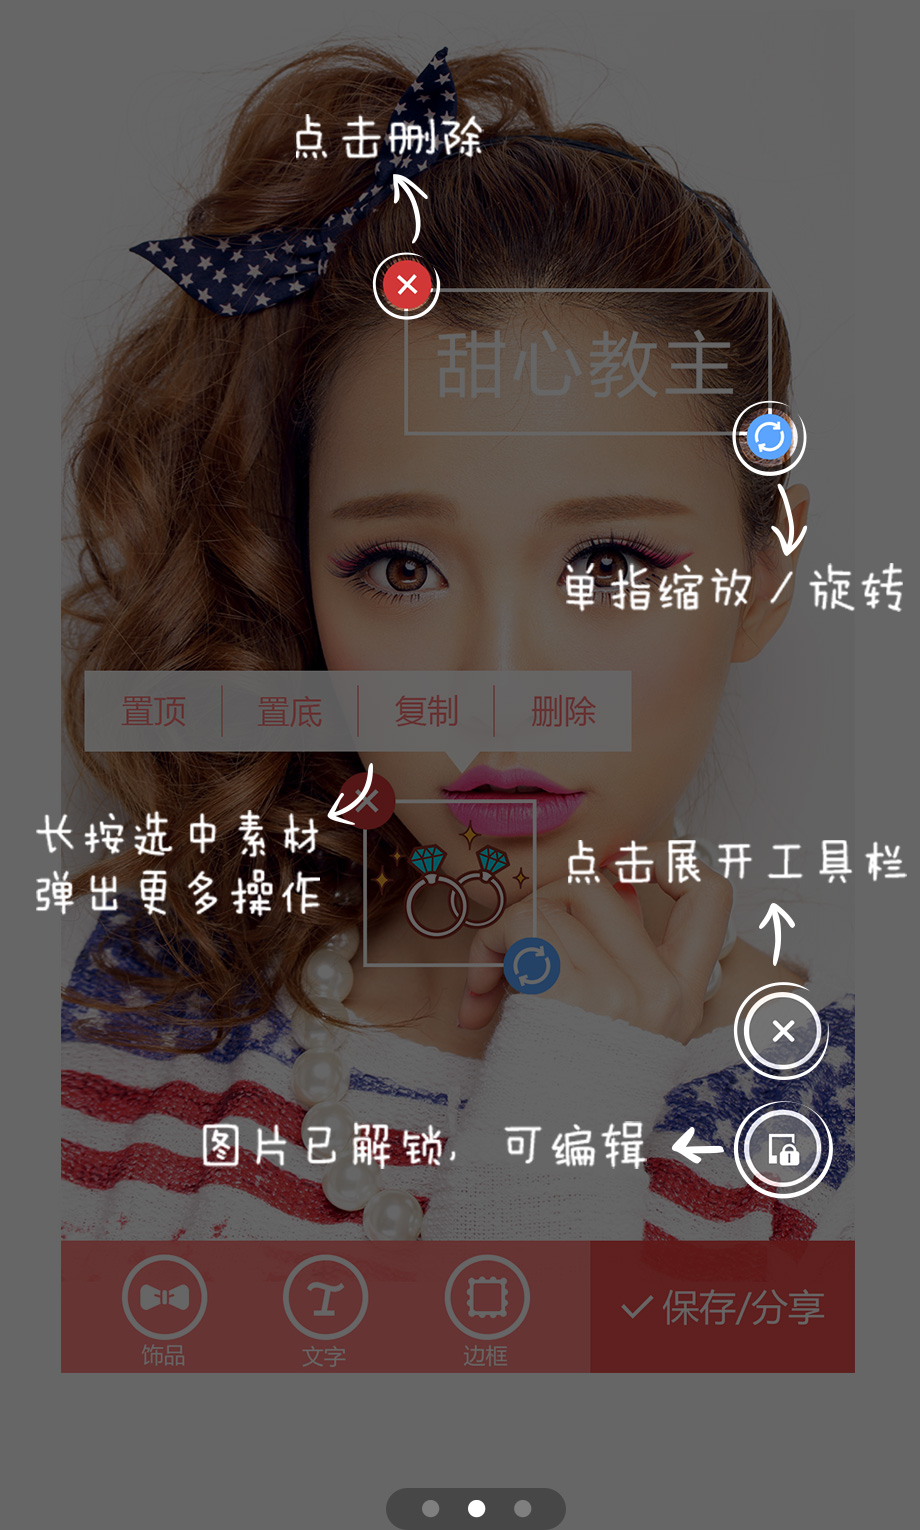 点击删除
甜心教主
单指缩放/旋转
置顶 置底 复制 删除
长按选中素材
弹出更多操作
点击展开工具栏
图片已解锁，可编辑
饰品 文字 边框 保存/分享